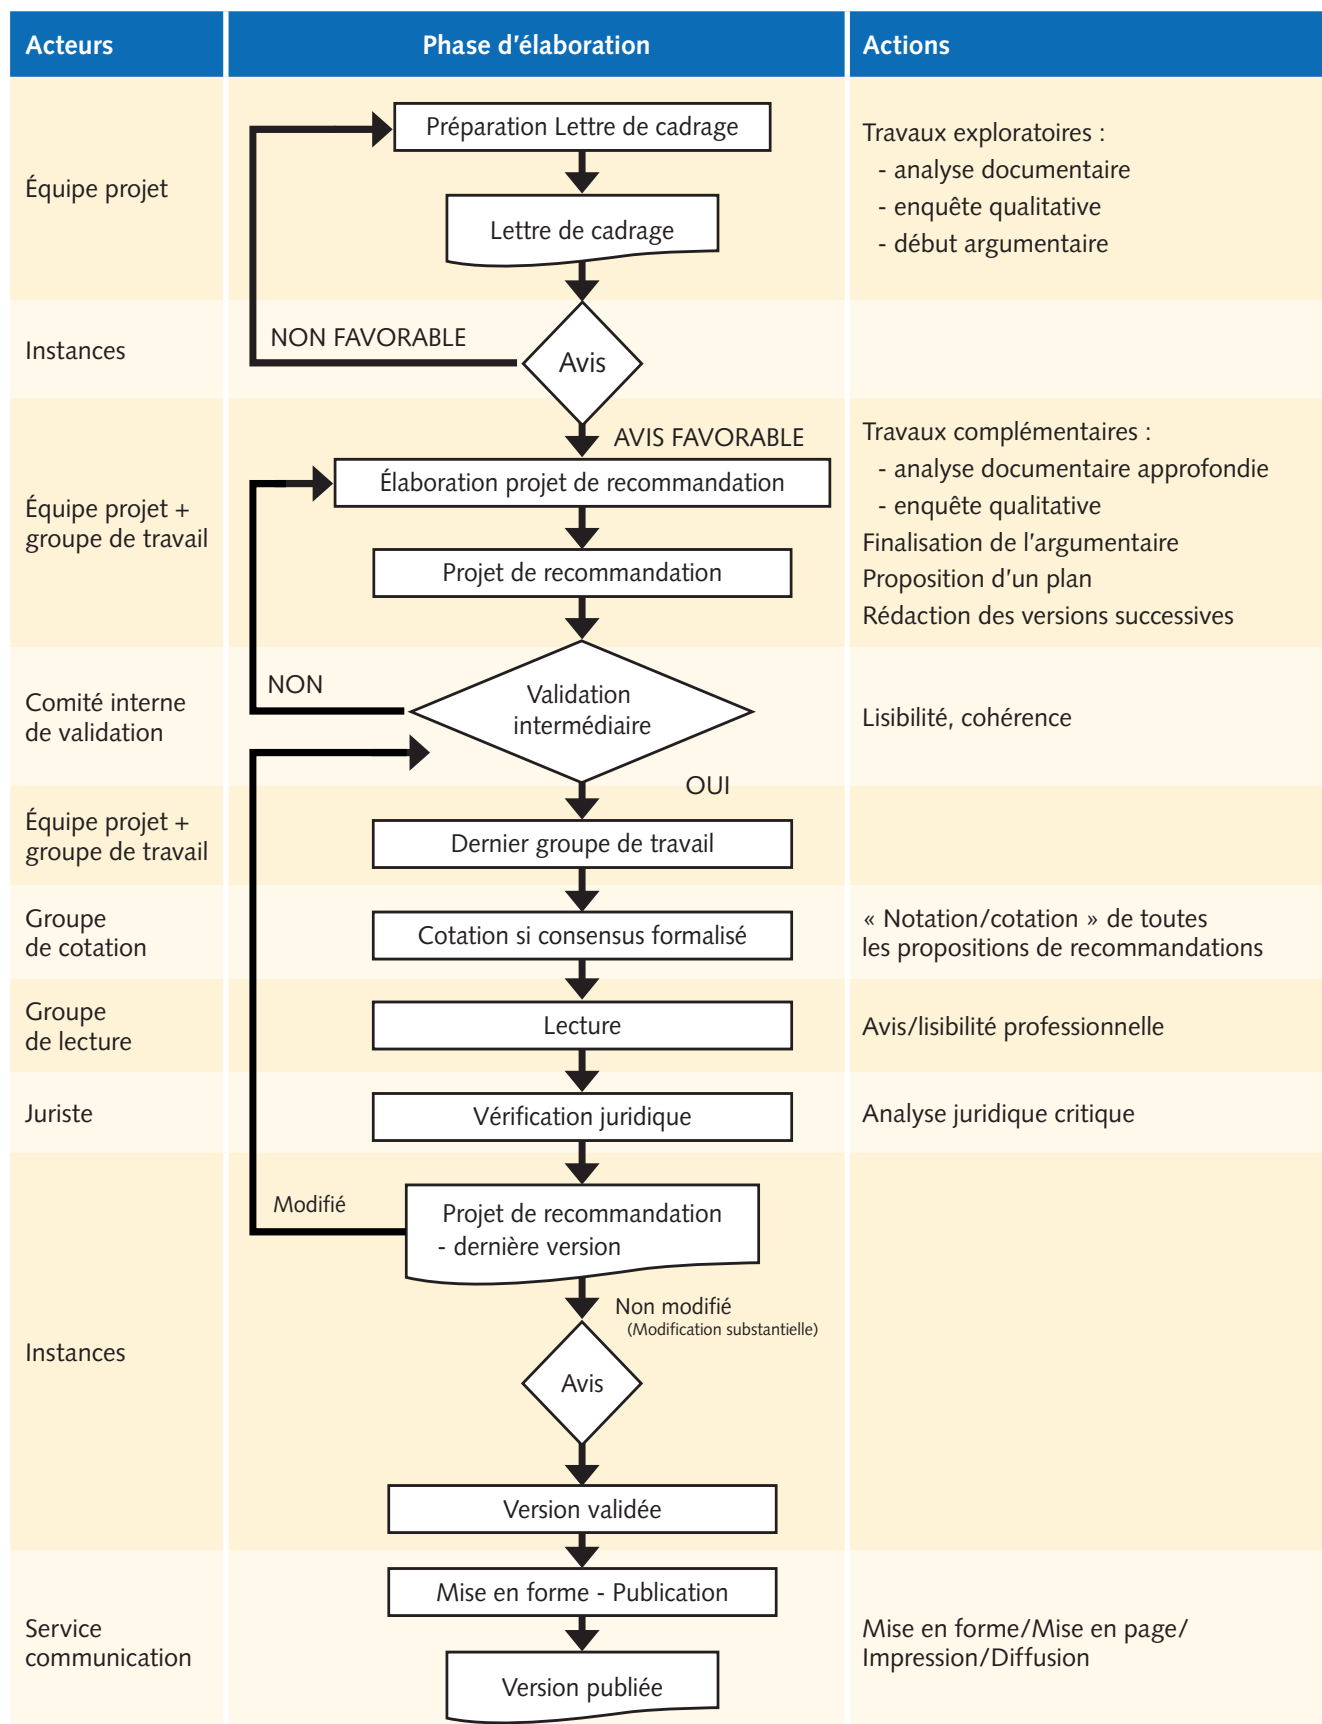 Acteurs
Phase d'élaboration
Actions
Équipe projet
Préparation Lettre de cadrage
Lettre de cadrage
Travaux exploratoires :
- analyse documentaire
- enquête qualitative
- début argumentaire
Instances
NON FAVORABLE
Avis
AVIS FAVORABLE
Équipe projet +
groupe de travail
Élaboration projet de recommandation
Projet de recommandation
Travaux complémentaires :
- analyse documentaire approfondie
- enquête qualitative
Finalisation de l'argumentaire
Proposition d'un plan
Rédaction des versions successives
Comité interne
de validation
NON
Validation
intermédiaire
OUI
Lisibilité, cohérence
Équipe projet +
groupe de travail
Dernier groupe de travail
Groupe
de cotation
Cotation si consensus formalisé
« Notation/cotation » de toutes
les propositions de recommandations
Groupe
de lecture
Lecture
Avis/lisibilité professionnelle
Juriste
Vérification juridique
Analyse juridique critique
Instances
Modifié
Projet de recommandation
- dernière version
Non modifié
(Modification substantielle)
Avis
Version validée
Service
communication
Mise en forme - Publication
Version publiée
Mise en forme/Mise en page/
Impression/Diffusion